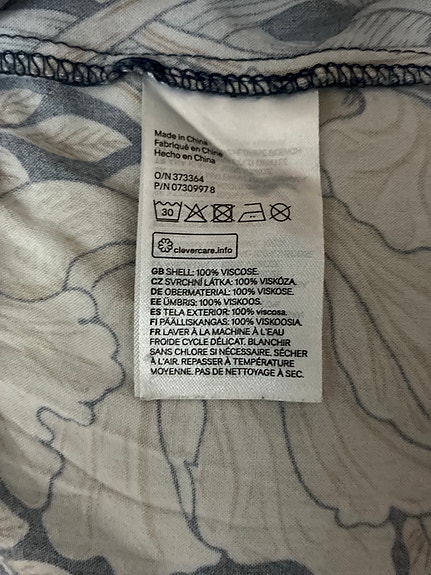 Made in China
Fabriqué en Chine
Hecho en China
O/N 373364
P/N 0730997 8
30
clevercare.info
GB SHELL: 100% VISCOSE.
CZ SVRCHNÍ LÁTKA: 100% VISKÓZA.
DE OBERMATERIAL: 100% VISKOSE.
EE ÜMBRIS: 100% VISKOOS.
ES TELA EXTERIOR: 100% viscosa.
FI PÄÄLLISKANGAS: 100% VISKOOSIA
FR LAVER À LA MACHINE À L'EAU
FROIDE CYCLE DÉLICAT. BLANCHIR
SANS CHLORE SI NÉCESSAIRE. SÉCHER
À L'AIR. REPASSER À TEMPÉRATURE
MOYENNE. PAS DE NETTOYAGE À SEC.